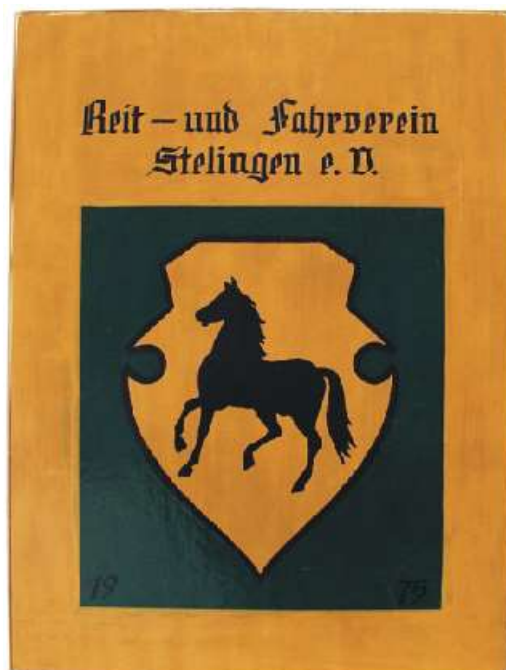 Reit – und Fahrverein
Stelingen e. V.
19 75